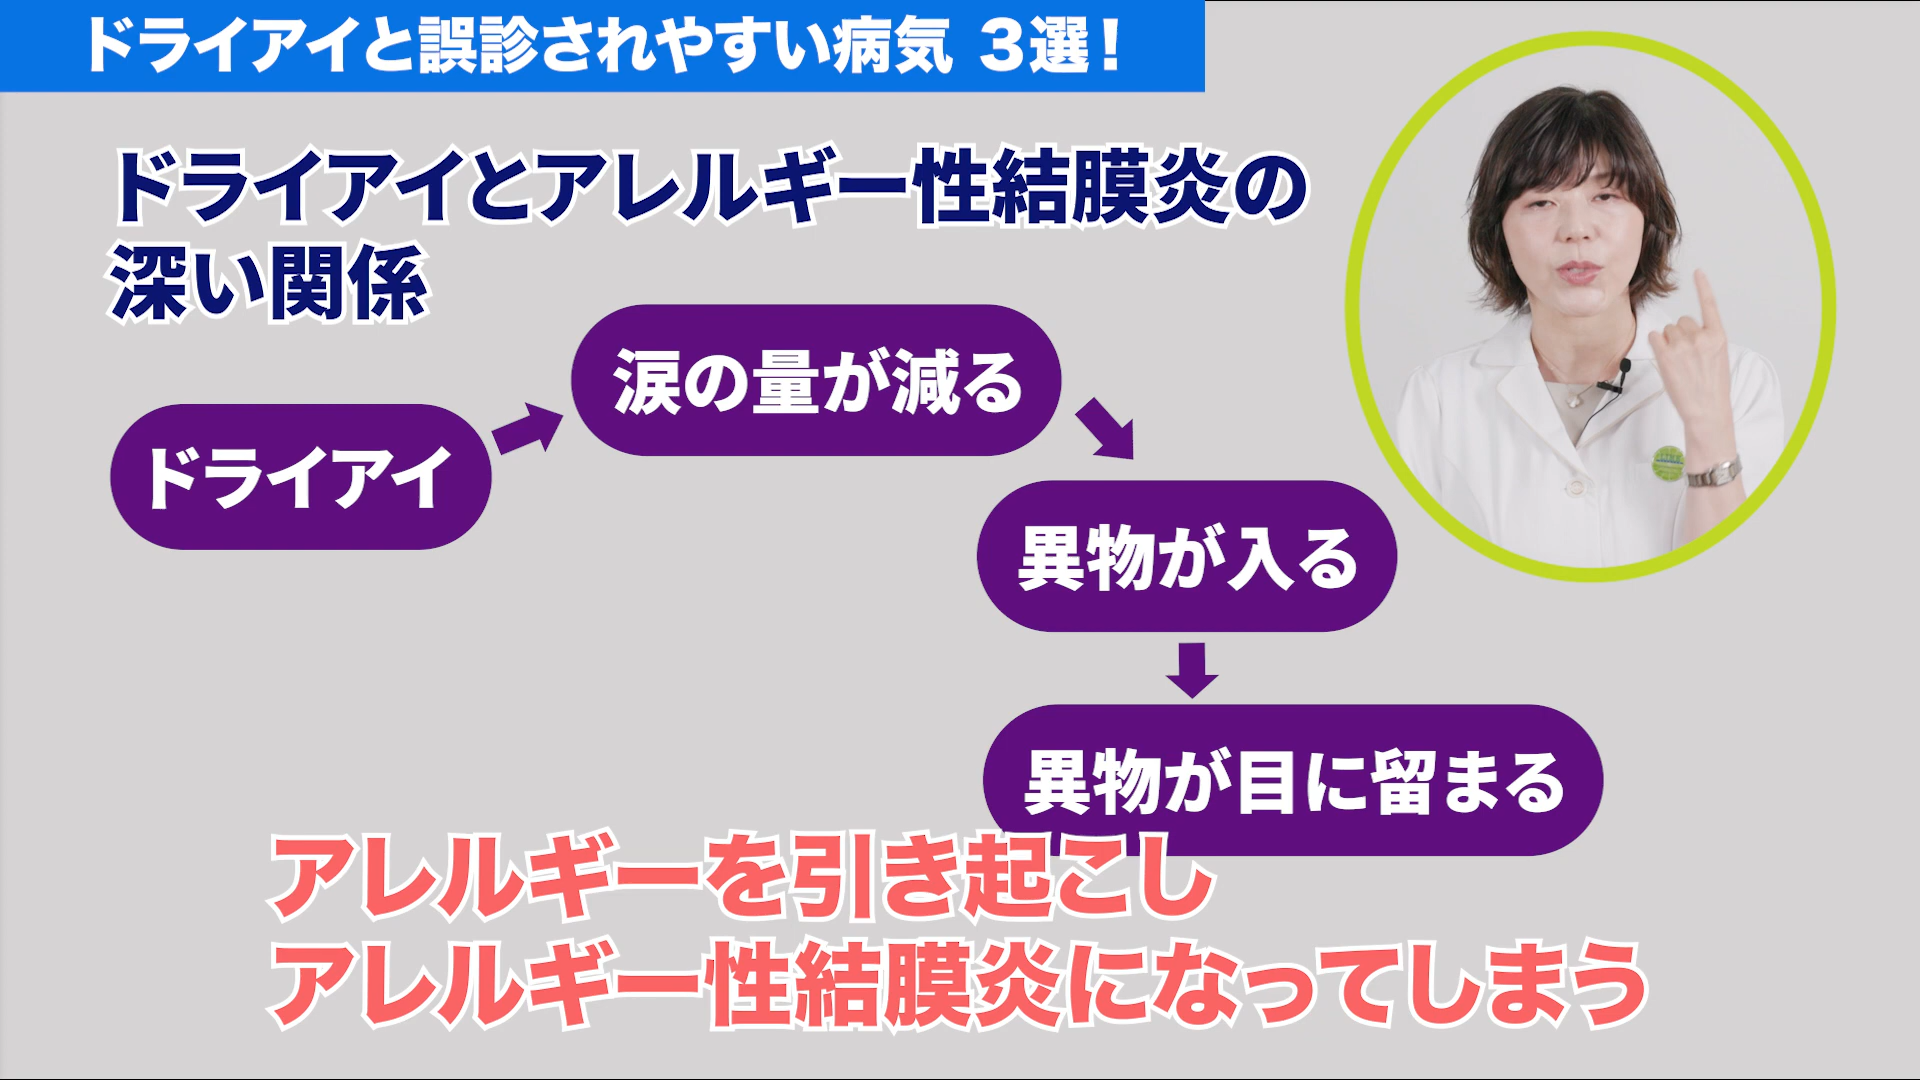 ドライアイと誤診されやすい病気 3選！
ドライアイとアレルギー性結膜炎の
深い関係
涙の量が減る
ドライアイ
異物が入る
異物が目に留まる
アレルギーを引き起こし
アレルギー性結膜炎になってしまう